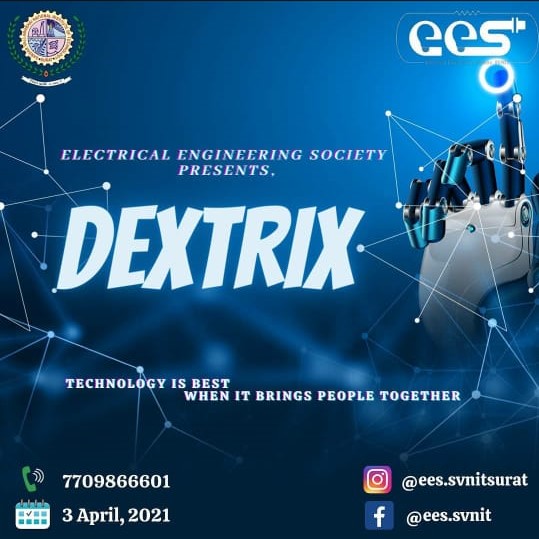 ees
ELECTRICAL ENGINEERING SOCIETY
PRESENTS,
DEXTRIX
TECHNOLOGY IS BEST
WHEN IT BRINGS PEOPLE TOGETHER
7709866601
@ees.svnitsurat
3 April, 2021
@ees.svnit